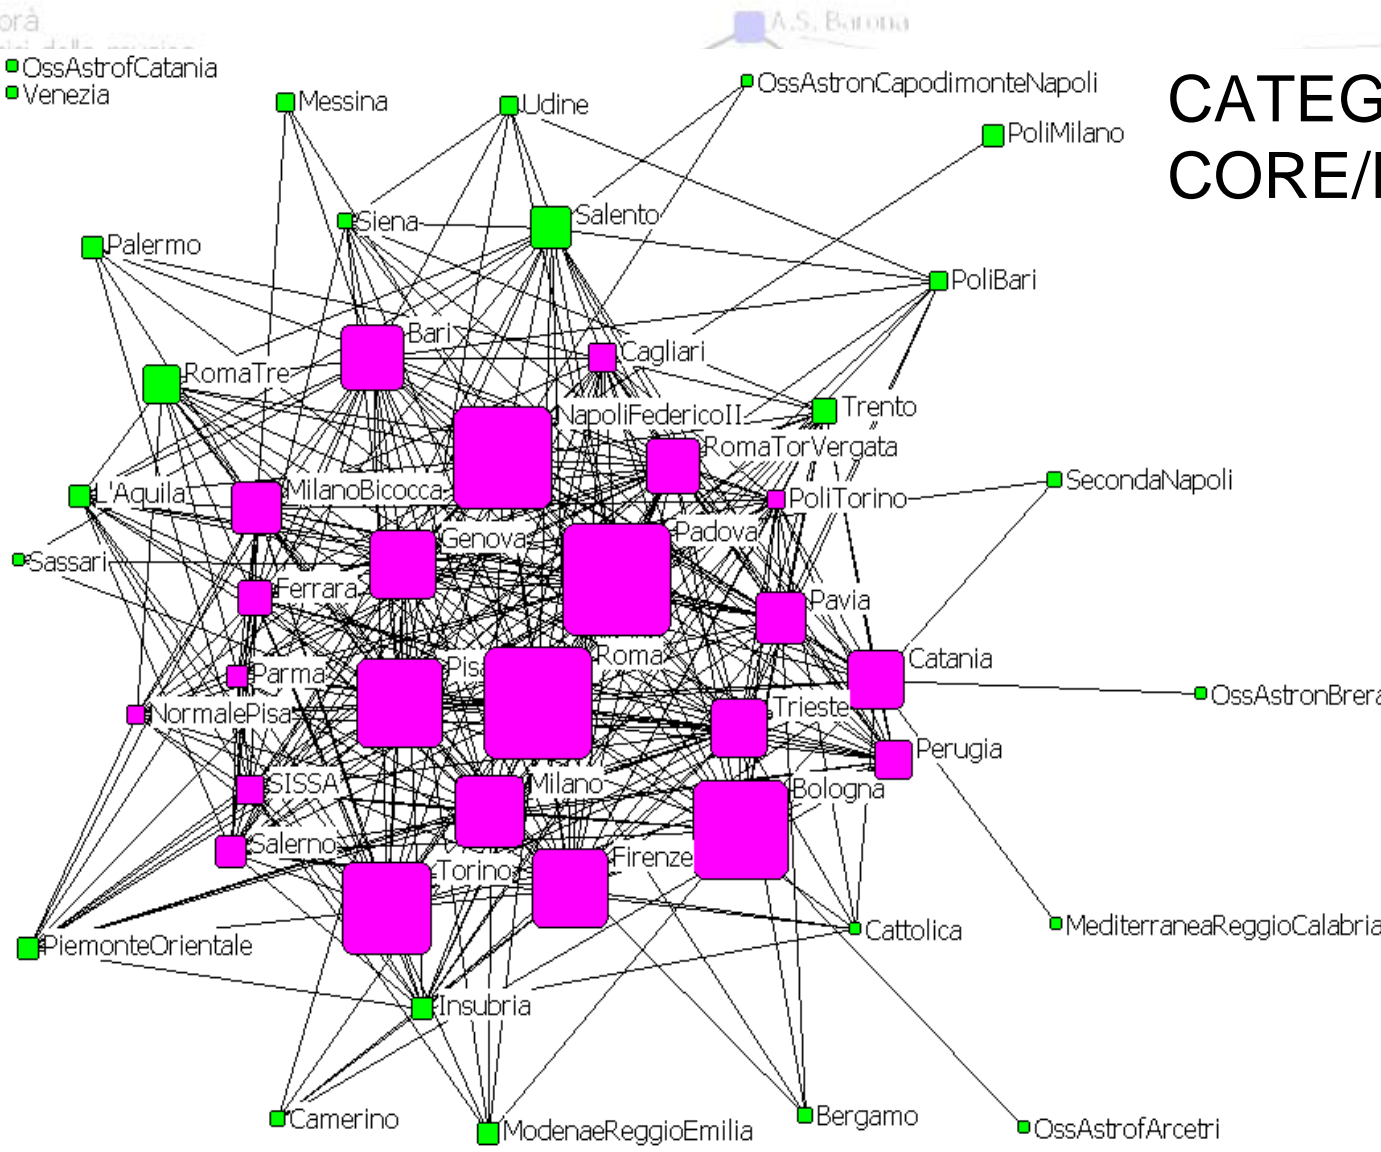 A.S. Barona
OssAstrofCatania
Venezia
CATEG
CORE/
Messina
Udine
OssAstronCapodimonteNapoli
PoliMilano
Siena
Salento
Palermo
PoliBari
Bari
Cagliari
RomaTre
NapoliFedericoII
Trento
RomaTorVergata
L'Aquila
MilanoBicocca
PoliTorino
SecondaNapoli
Genova
Padova
Sassari
Ferrara
Pavia
Parma
Pisa
Roma
Catania
OssAstronBrera
NormalePisa
Trieste
Perugia
SISSA
Milano
Bologna
Salerno
Torino
Firenze
MediterraneaReggioCalabria
Cattolica
PiemonteOrientale
Insubria
Camerino
ModenaeReggioEmilia
Bergamo
OssAstrofArcetri